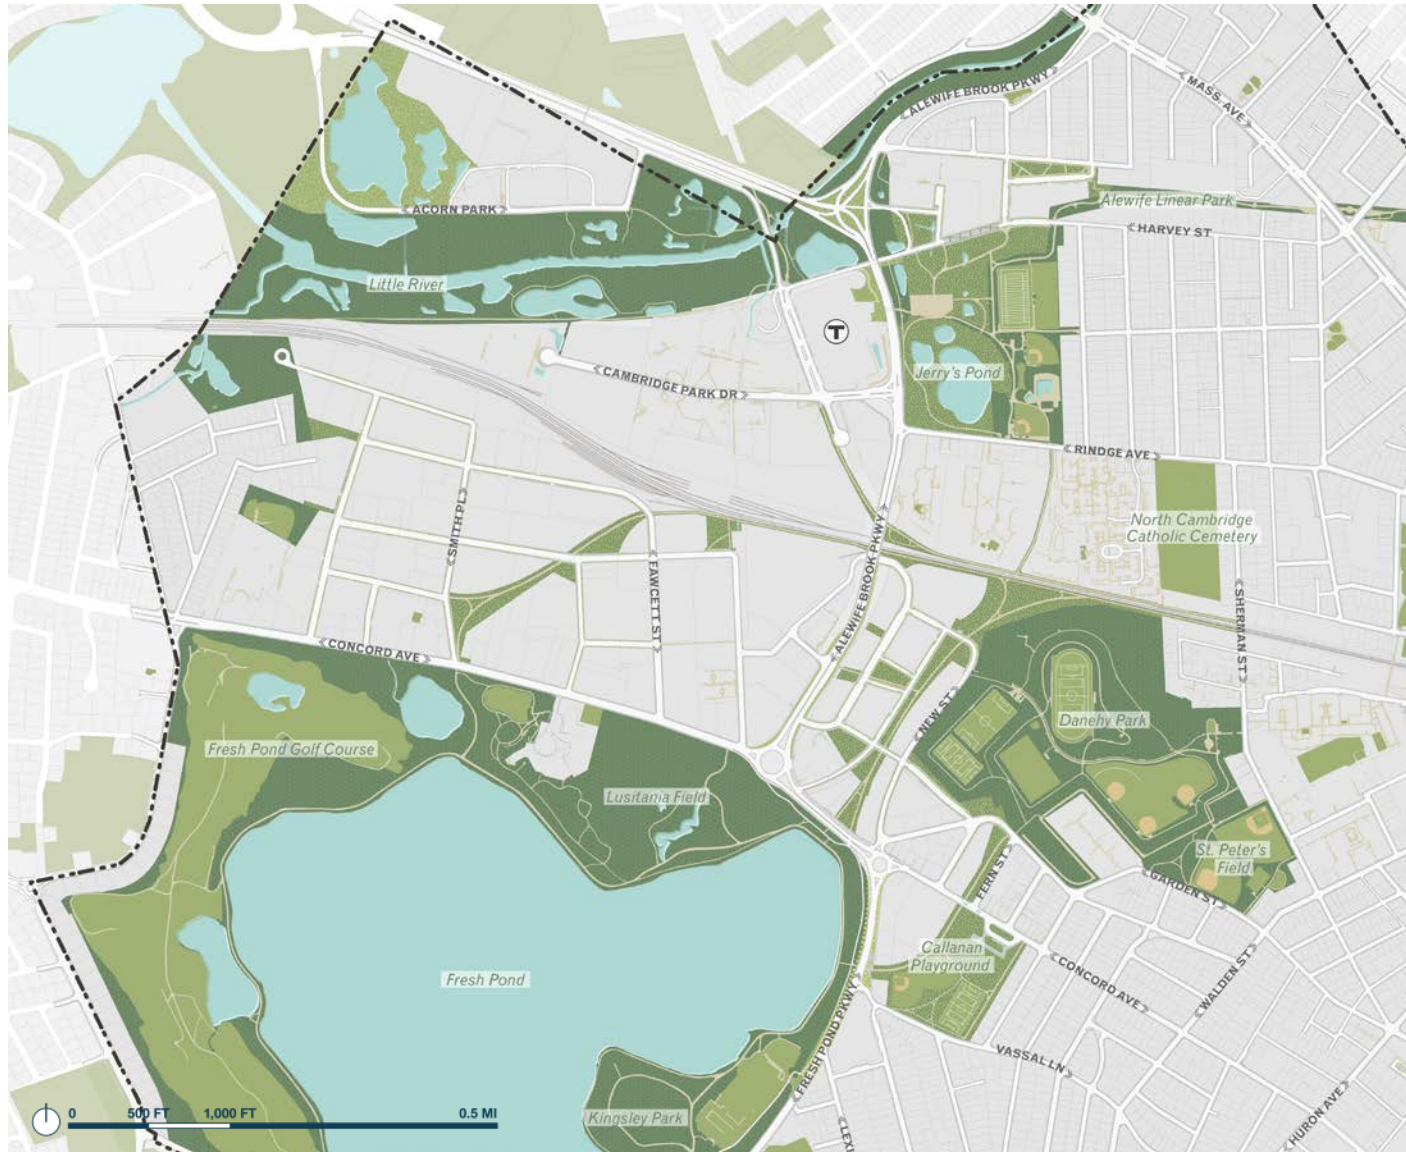 ALEWIFE BROOK PKWY
MASS. AVE
ACORN PARK
Alewife Linear Park
HARVEY ST
Little River
T
CAMBRIDGE PARK DR
Jerry's Pond
RINDGE AVE
SMITH PL
North Cambridge
Catholic Cemetery
FAWCETT ST
ALEWIFE BROOK PKWY
SHERMAN ST
CONCORD AVE
NEW ST
Danehy Park
Fresh Pond Golf Course
Lusitania Field
St. Peter's
Field
FERN ST
GARDEN ST
Callanan
Playground
Fresh Pond
CONCORD AVE
WALDEN ST
FRESH POND PKWY
VASSAL LN
Kingsley Park
HURON AVE
LEXI
0 500 FT 1,000 FT 0.5 MI